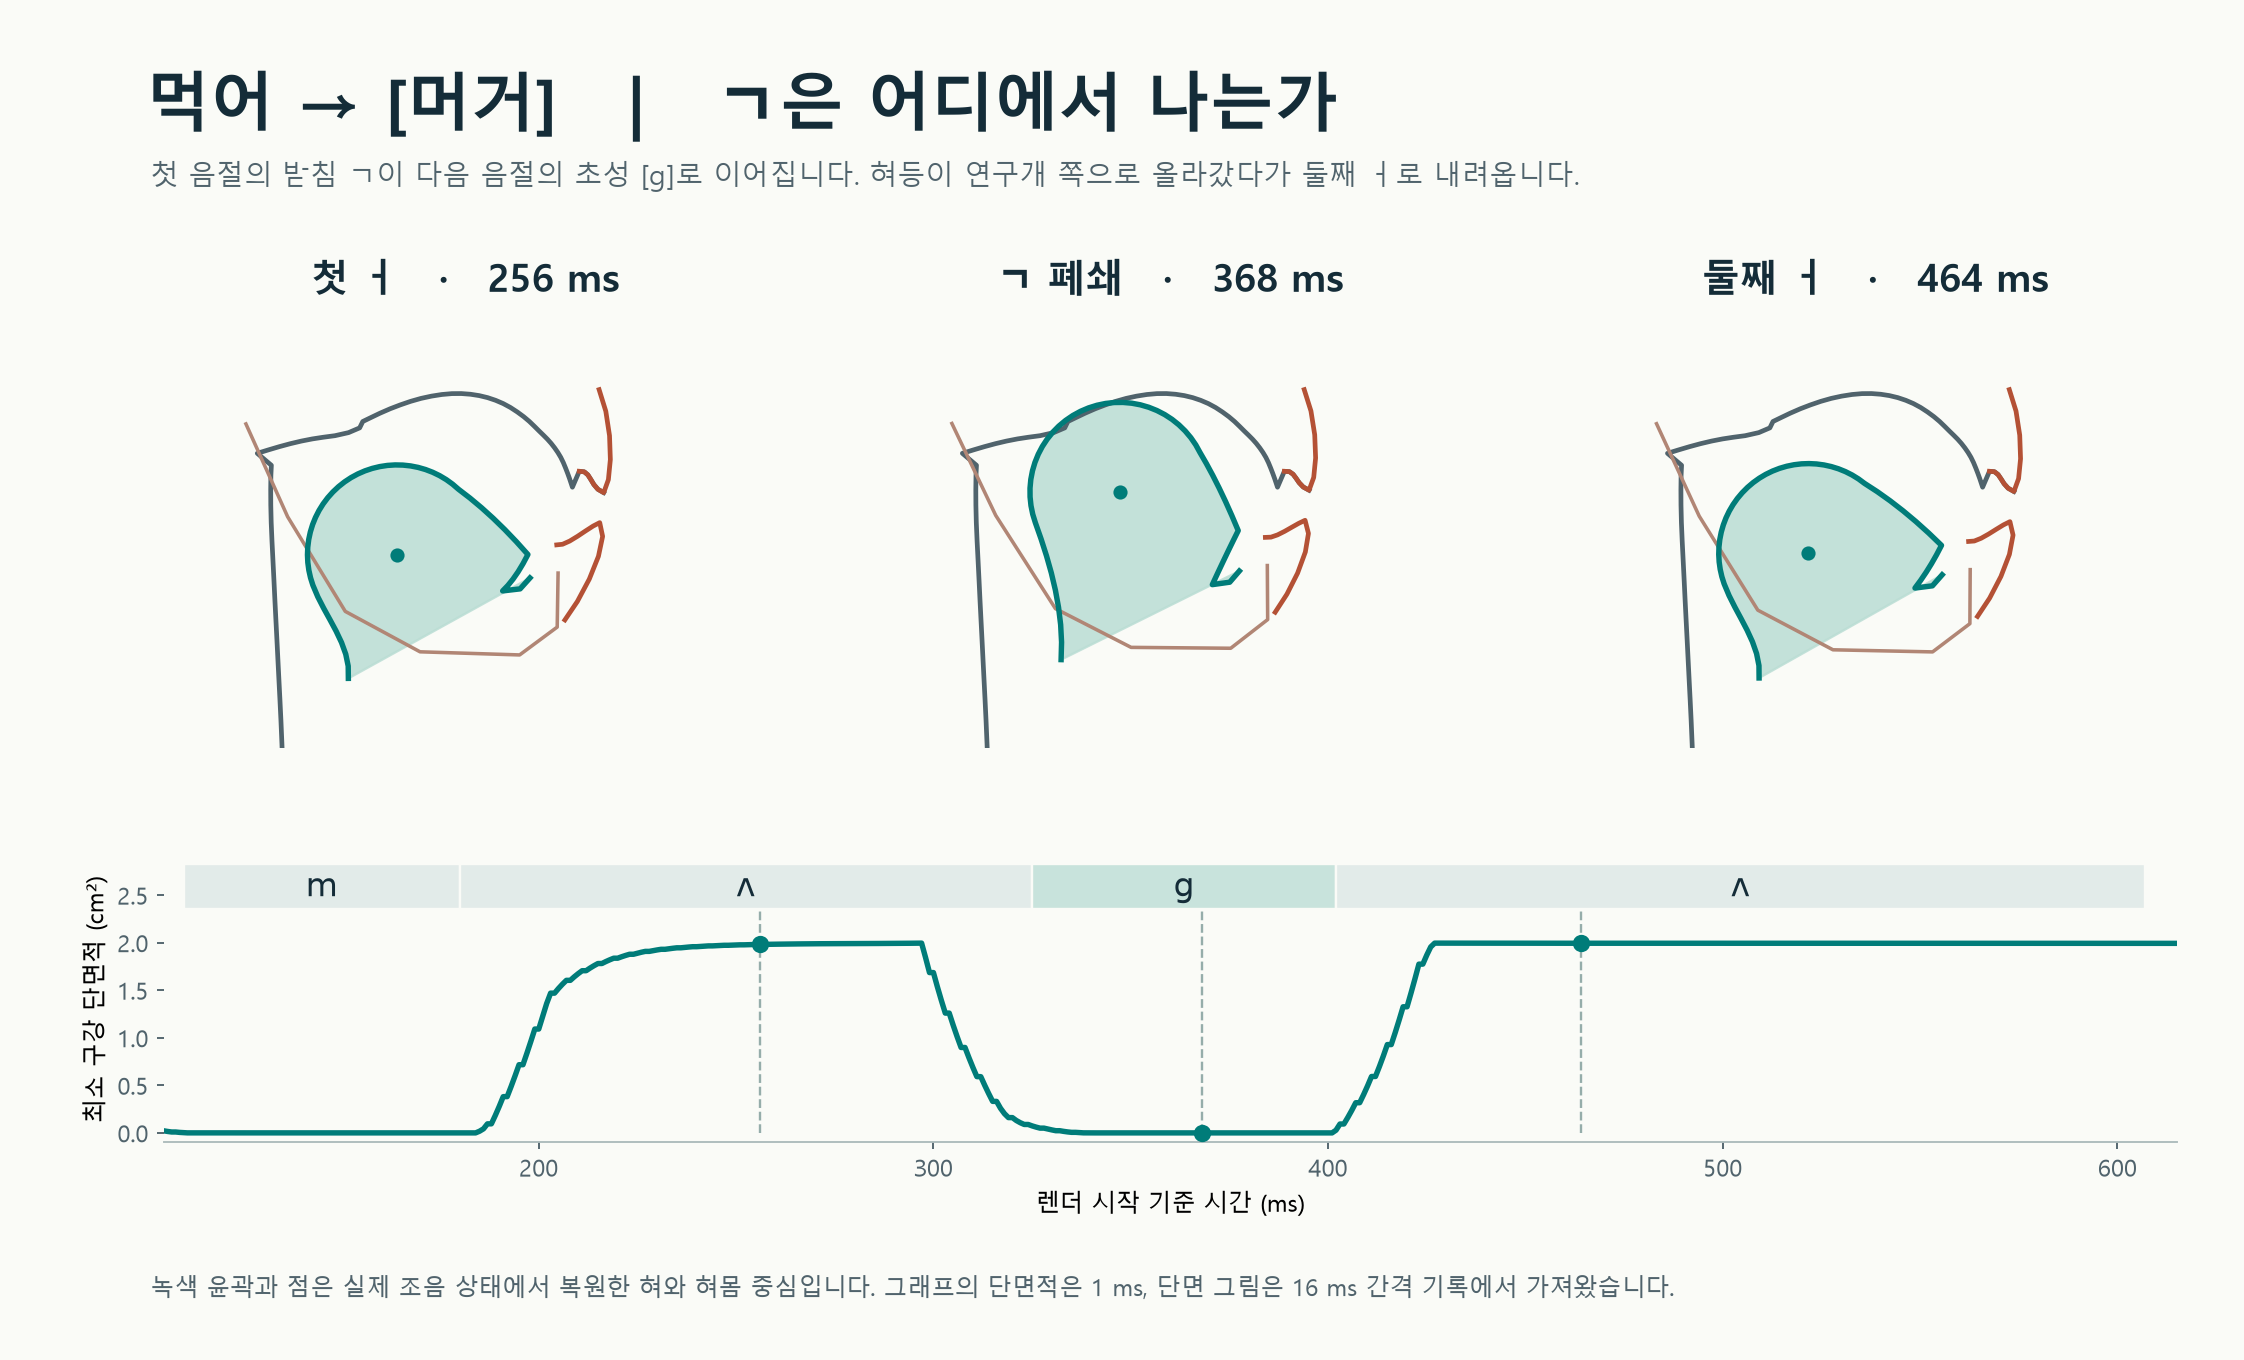 먹어 → [머거] | ㄱ은 어디에서 나는가
첫 음절의 받침 ㄱ이 다음 음절의 초성 [g]로 이어집니다. 혀등이 연구개 쪽으로 올라갔다가 둘째 ㅓ로 내려옵니다.
첫 ㅓ · 256 ms
ㄱ 폐쇄 · 368 ms
둘째 ㅓ · 464 ms
m ʌ g ʌ
최소 구강 단면적 (cm²)
2.5
2.0
1.5
1.0
0.5
0.0
200 300 400 500 600
렌더 시작 기준 시간 (ms)
녹색 윤곽과 점은 실제 조음 상태에서 복원한 혀와 혀몸 중심입니다. 그래프의 단면적은 1 ms, 단면 그림은 16 ms 간격 기록에서 가져왔습니다.